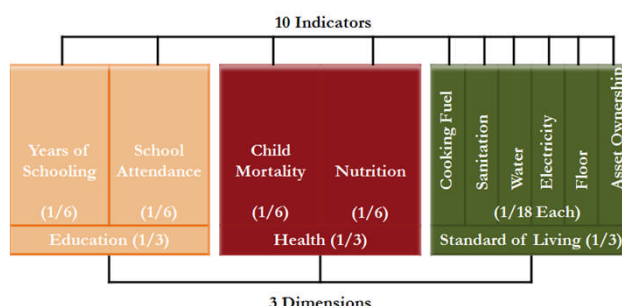 10 Indicators
Years of
Schooling
(1/6)
School
Attendance
(1/6)
Education (1/3)
Child
Mortality
(1/6)
Nutrition
(1/6)
Health (1/3)
Cooking Fuel
Sanitation
Water
Electricity
Floor
Asset Ownership
(1/18 Each)
Standard of Living (1/3)
3 Dimensions